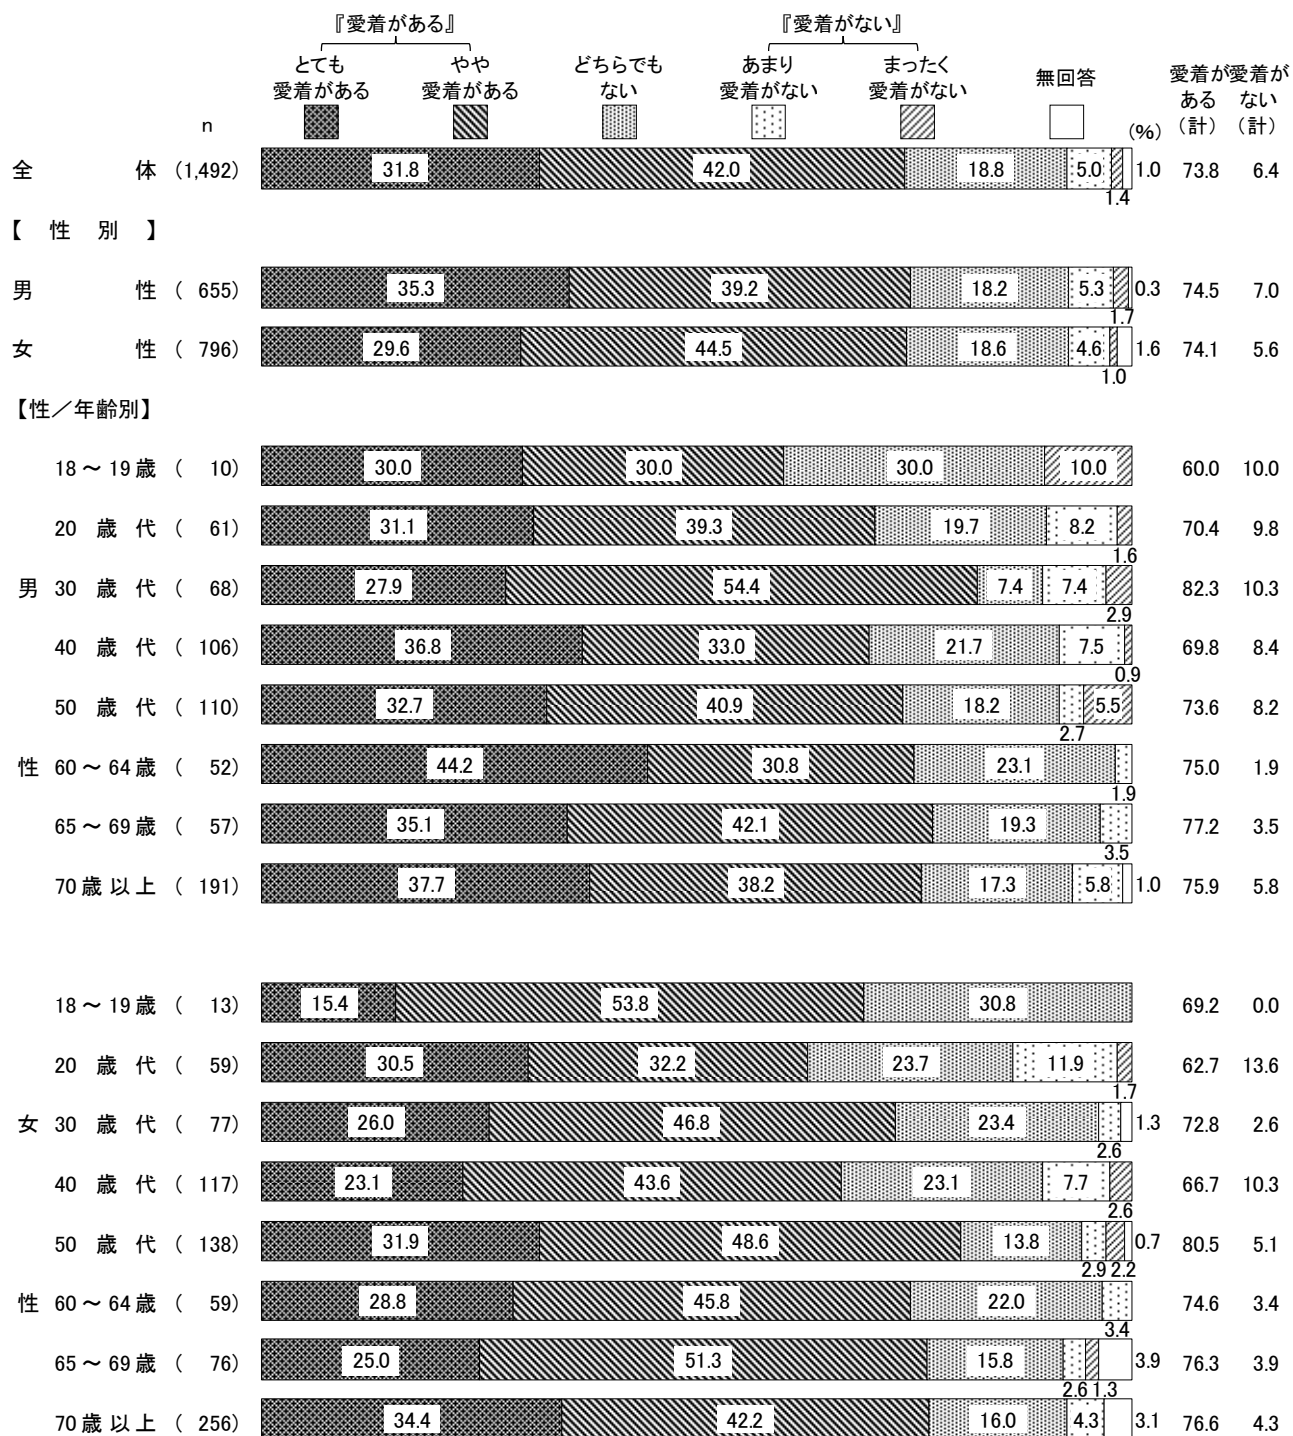 『愛着がある』 『愛着がない』
とても やや どちらでも あまり まったく
愛着がある 愛着がある ない 愛着がない 愛着がない 無回答 愛着が 愛着が
ある ない
n (%) (計) (計)
全体 (1,492) 31.8 42.0 18.8 5.0 1.0 73.8 6.4
1.4
【性別】
男性 ( 655) 35.3 39.2 18.2 5.3 0.3 74.5 7.0
1.7
女性 ( 796) 29.6 44.5 18.6 4.6 1.6 74.1 5.6
1.0
【性／年齢別】
18～19歳 ( 10) 30.0 30.0 30.0 10.0 60.0 10.0
20歳代 ( 61) 31.1 39.3 19.7 8.2 70.4 9.8
1.6
男 30歳代 ( 68) 27.9 54.4 7.4 7.4 82.3 10.3
2.9
40歳代 ( 106) 36.8 33.0 21.7 7.5 69.8 8.4
0.9
50歳代 ( 110) 32.7 40.9 18.2 5.5 73.6 8.2
2.7
性 60～64歳 ( 52) 44.2 30.8 23.1 75.0 1.9
1.9
65～69歳 ( 57) 35.1 42.1 19.3 77.2 3.5
3.5
70歳以上 ( 191) 37.7 38.2 17.3 5.8 1.0 75.9 5.8
18～19歳 ( 13) 15.4 53.8 30.8 69.2 0.0
20歳代 ( 59) 30.5 32.2 23.7 11.9 62.7 13.6
1.7
女 30歳代 ( 77) 26.0 46.8 23.4 1.3 72.8 2.6
2.6
40歳代 ( 117) 23.1 43.6 23.1 7.7 66.7 10.3
2.6
50歳代 ( 138) 31.9 48.6 13.8 0.7 80.5 5.1
2.9 2.2
性 60～64歳 ( 59) 28.8 45.8 22.0 74.6 3.4
3.4
65～69歳 ( 76) 25.0 51.3 15.8 3.9 76.3 3.9
2.6 1.3
70歳以上 ( 256) 34.4 42.2 16.0 4.3 3.1 76.6 4.3